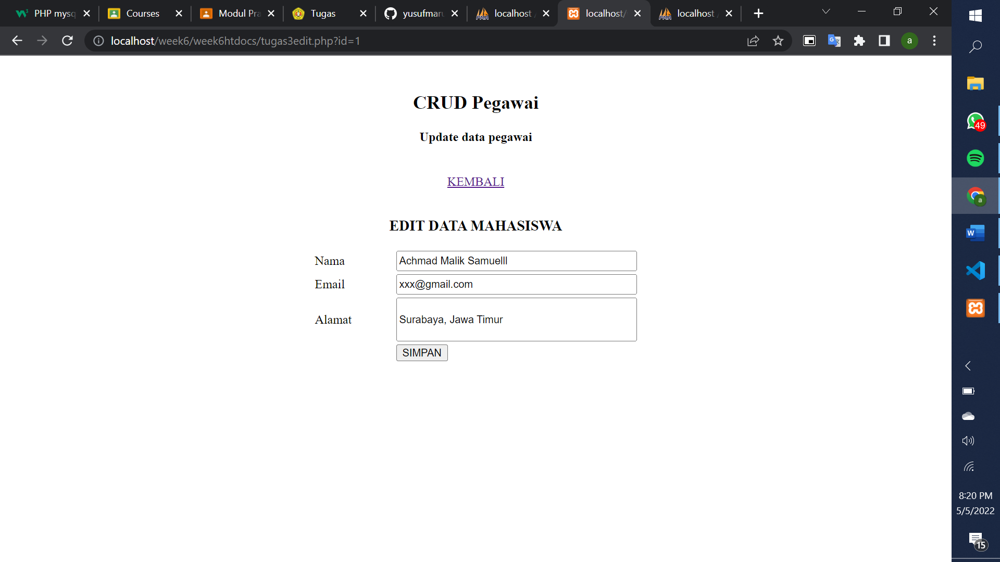 PHP mysq
Courses
Modul Pra
Tugas
yusufmaru
localhost /
localhost/
localhost /
localhost/week6/week6htdocs/tugas3edit.php?id=1
a
CRUD Pegawai
Update data pegawai
KEMBALI
EDIT DATA MAHASISWA
Nama Achmad Malik Samuelll
Email xxx@gmail.com
Alamat Surabaya, Jawa Timur
SIMPAN
49
a
W
8:20 PM
5/5/2022
15